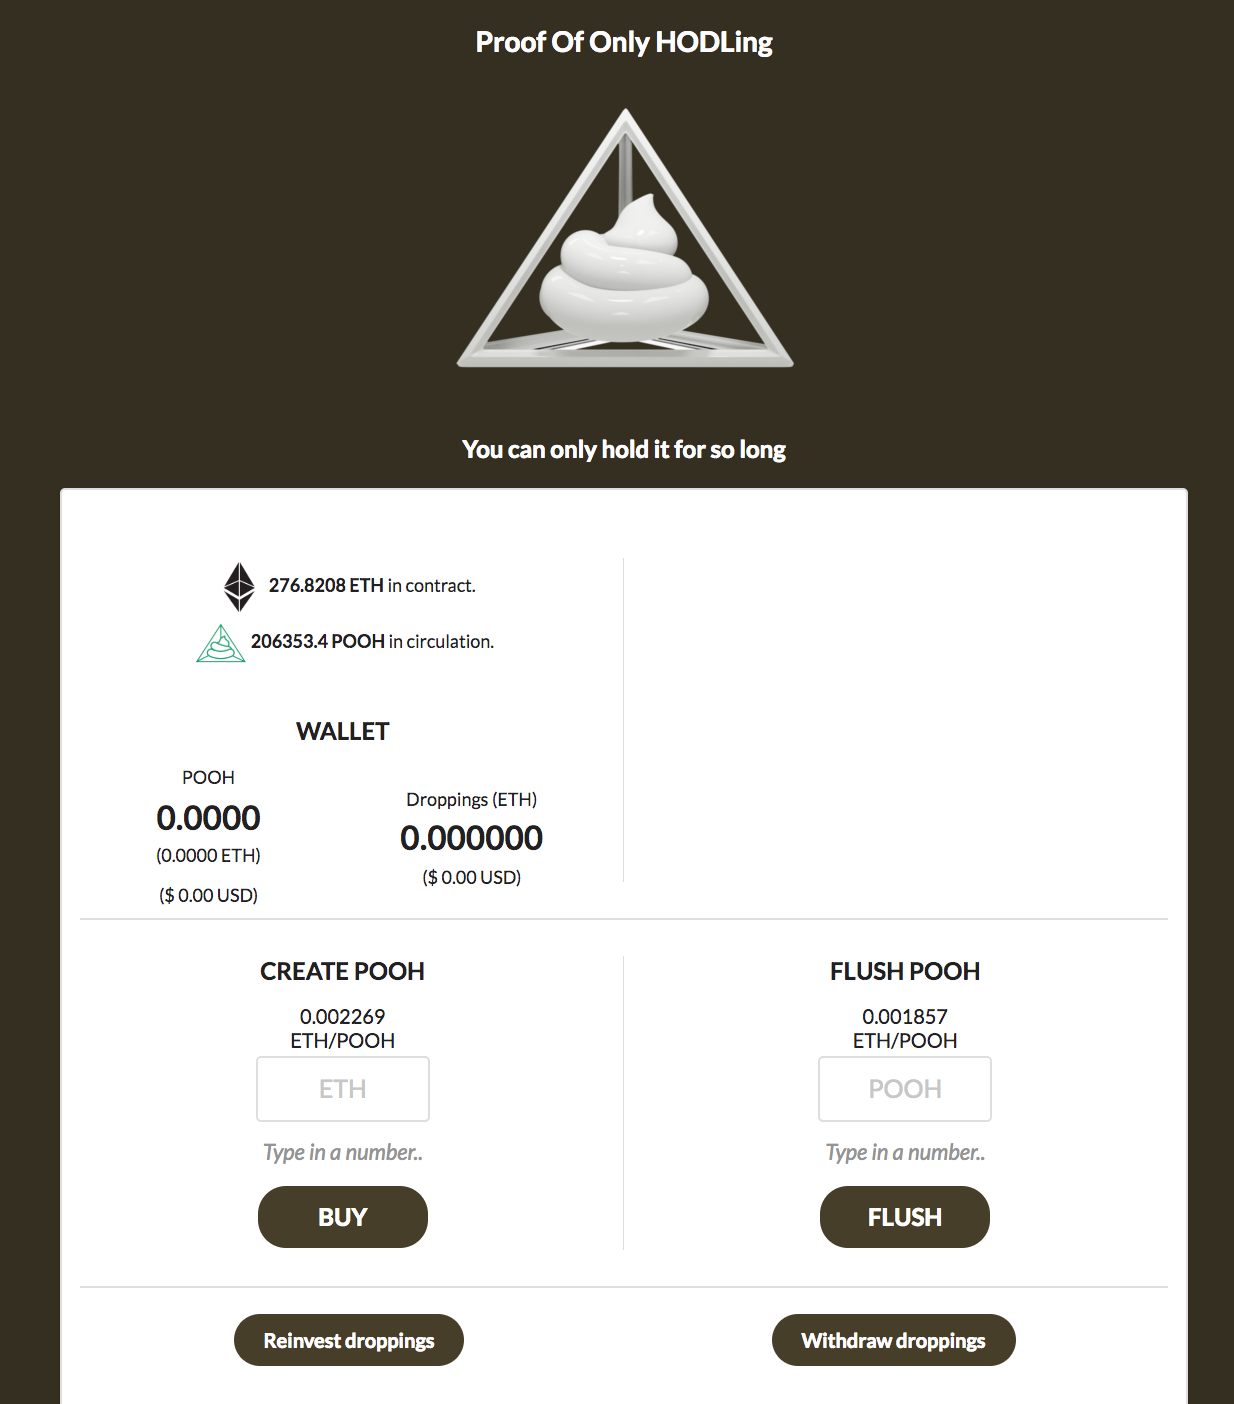 Proof Of Only HODLing
You can only hold it for so long
276.8208 ETH in contract.
206353.4 POOH in circulation.
WALLET
POOH
0.0000
(0.0000 ETH)
($ 0.00 USD)
Droppings (ETH)
0.000000
($ 0.00 USD)
CREATE POOH
0.002269
ETH/POOH
ETH
Type in a number..
BUY
FLUSH POOH
0.001857
ETH/POOH
POOH
Type in a number..
FLUSH
Reinvest droppings
Withdraw droppings